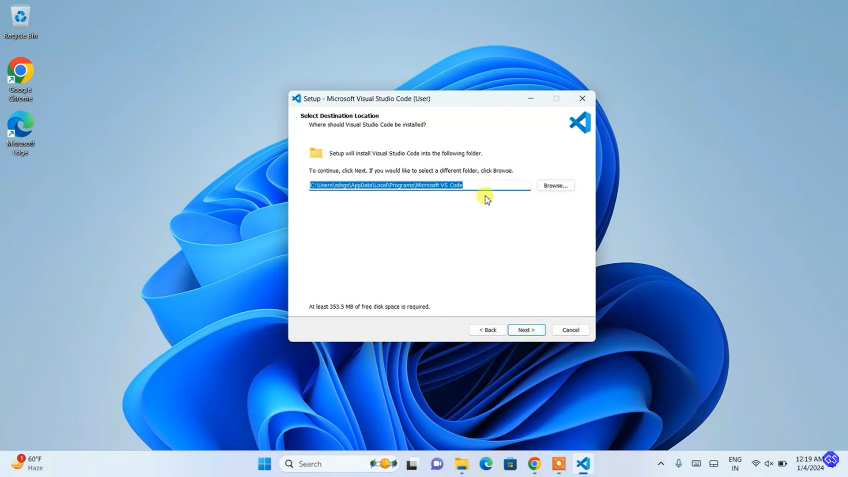 Recycle Bin
Google
Chrome
Microsoft
Edge
Setup - Microsoft Visual Studio Code (User)
Select Destination Location
Where should Visual Studio Code be installed?
Setup will install Visual Studio Code into the following folder.
To continue, click Next. If you would like to select a different folder, click Browse.
C:\Users\sdsgs\AppData\Local\Programs\Microsoft VS Code
Browse...
At least 353.5 MB of free disk space is required.
< Back
Next >
Cancel
1
60°F
Haze
Search
ENG
IN
12:19 AM
1/4/2024
GS